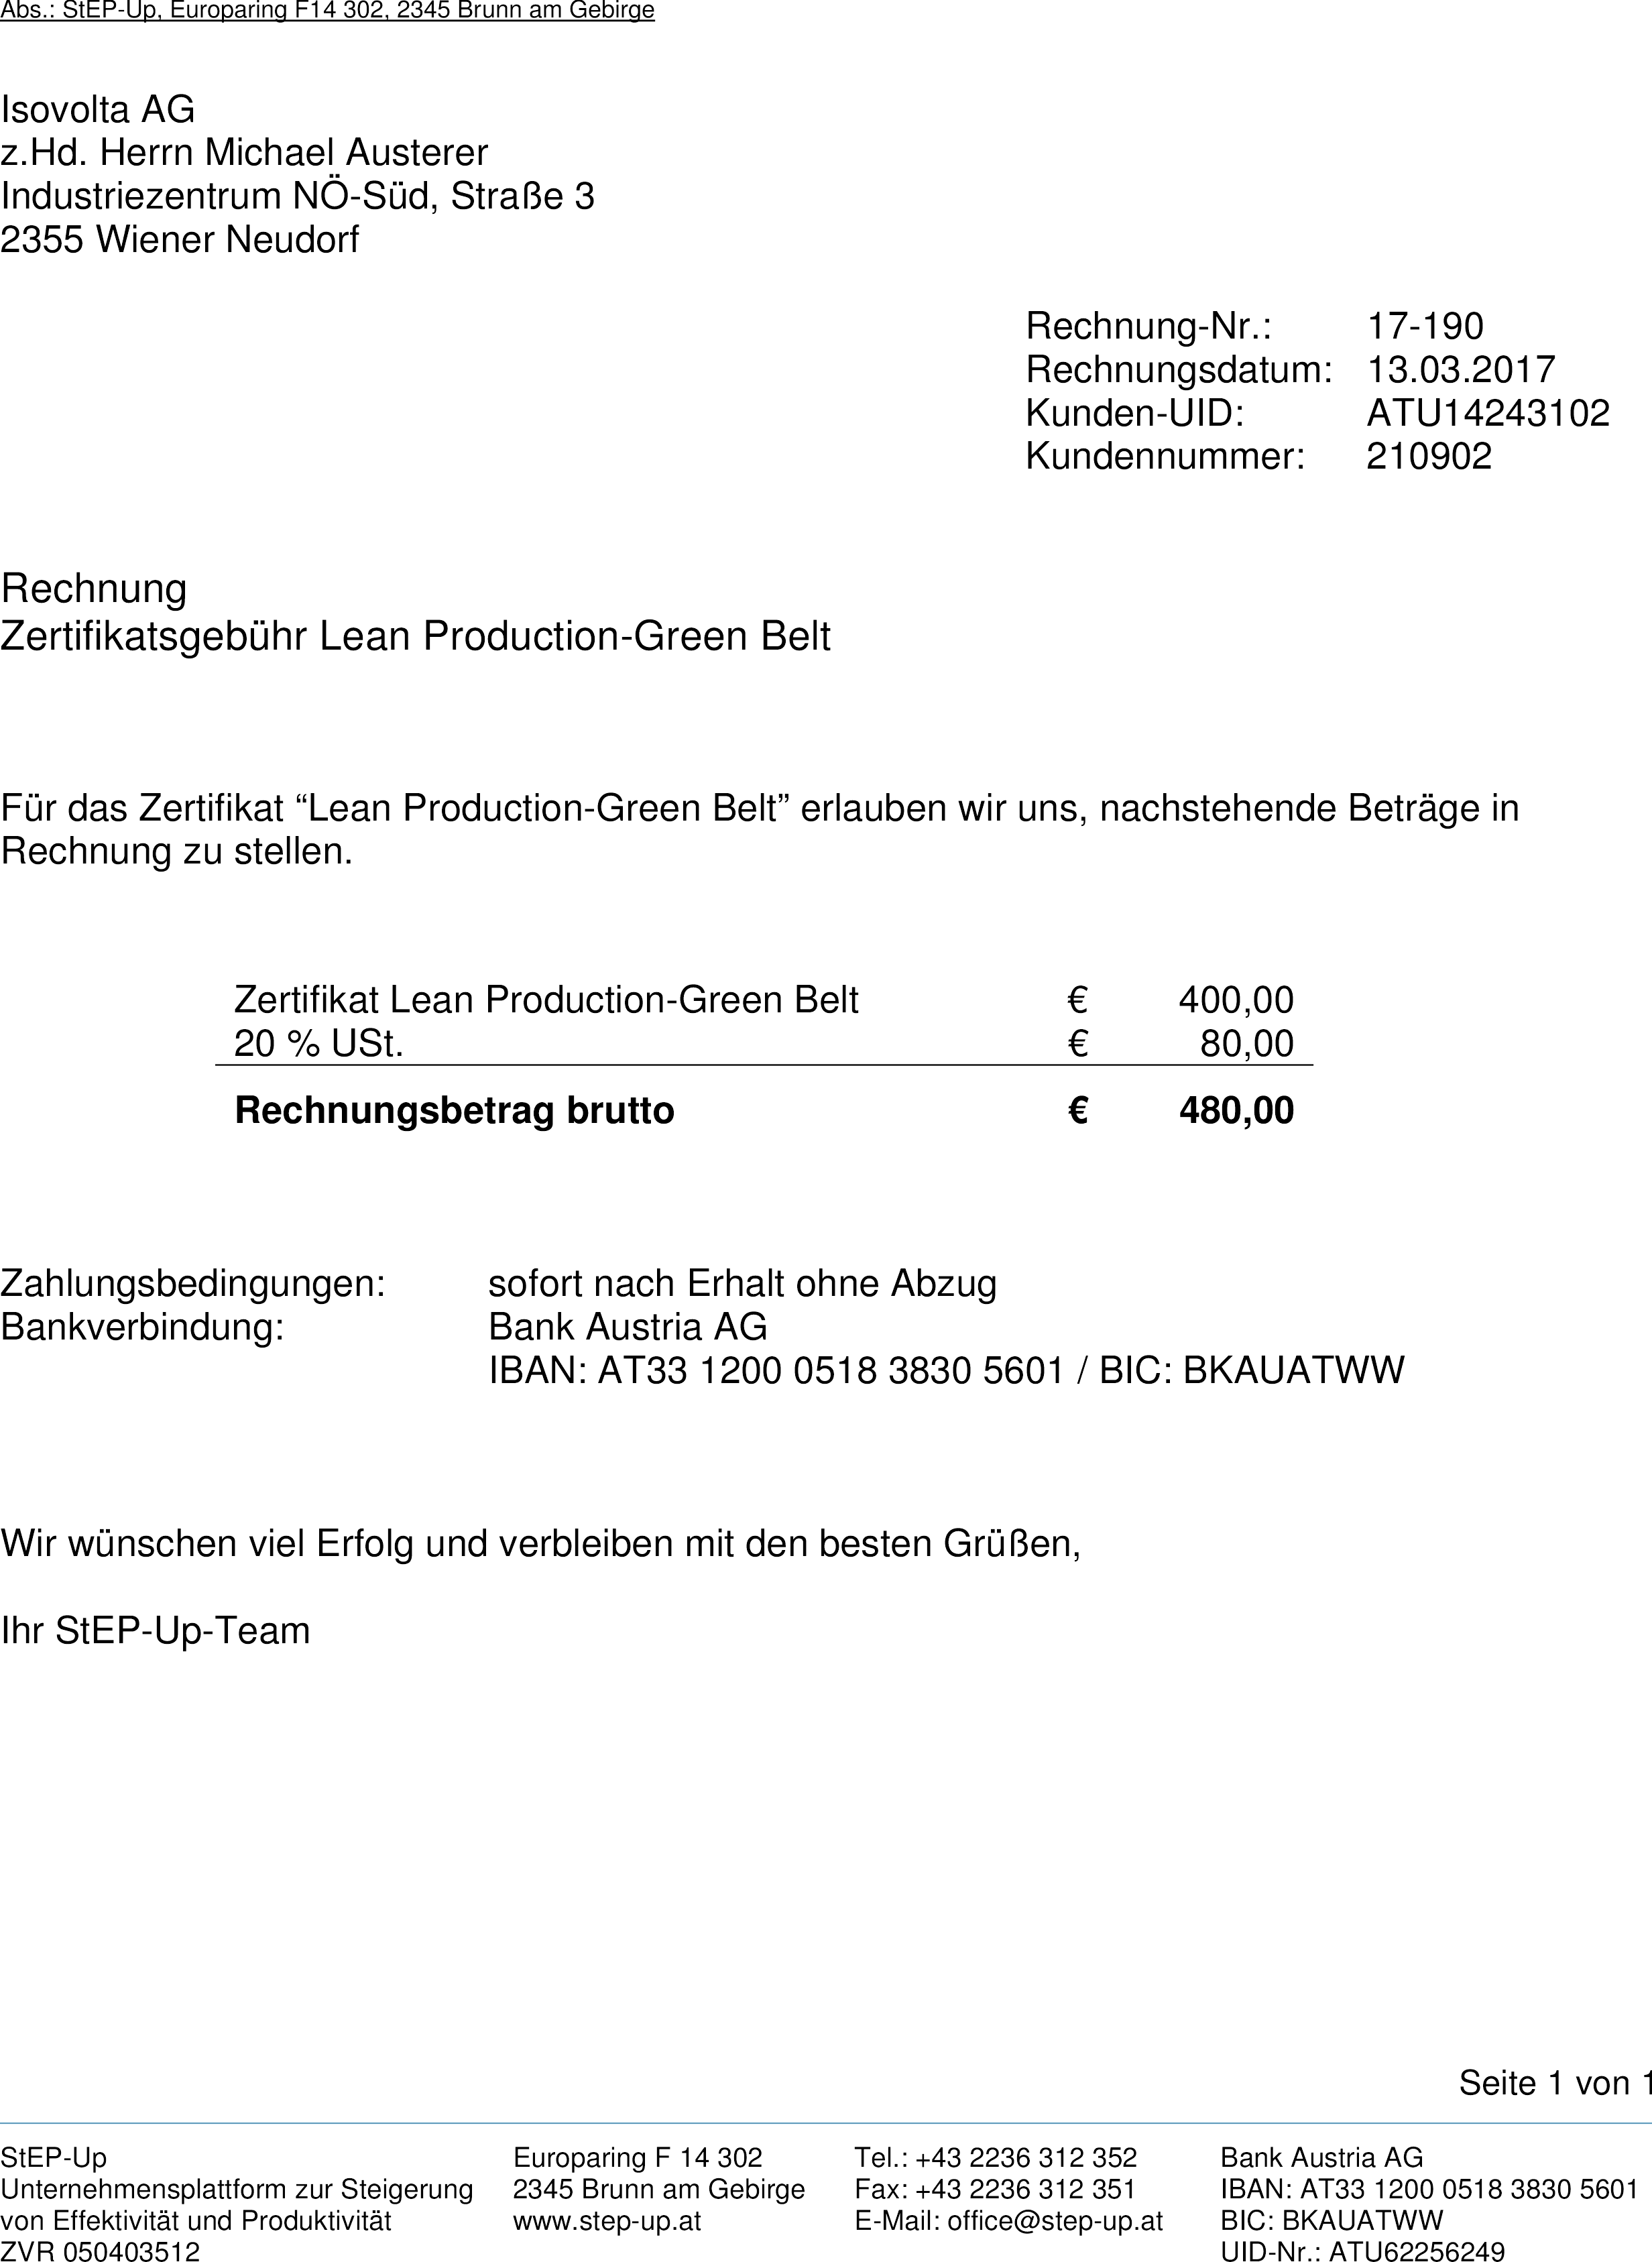 Abs.: StEP-Up, Europaring F14 302, 2345 Brunn am Gebirge
Isovolta AG
z.Hd. Herrn Michael Austerer
Industriezentrum NÖ-Süd, Straße 3
2355 Wiener Neudorf
Rechnung-Nr.: 17-190
Rechnungsdatum: 13.03.2017
Kunden-UID: ATU14243102
Kundennummer: 210902
Rechnung
Zertifikatsgebühr Lean Production-Green Belt
Für das Zertifikat “Lean Production-Green Belt” erlauben wir uns, nachstehende Beträge in
Rechnung zu stellen.
Zertifikat Lean Production-Green Belt € 400,00
20 % USt. € 80,00
Rechnungsbetrag brutto € 480,00
Zahlungsbedingungen: sofort nach Erhalt ohne Abzug
Bankverbindung: Bank Austria AG
IBAN: AT33 1200 0518 3830 5601 / BIC: BKAUATWW
Wir wünschen viel Erfolg und verbleiben mit den besten Grüßen,
Ihr StEP-Up-Team
Seite 1 von 1
StEP-Up Europaring F 14 302 Tel.: +43 2236 312 352 Bank Austria AG
Unternehmensplattform zur Steigerung 2345 Brunn am Gebirge Fax: +43 2236 312 351 IBAN: AT33 1200 0518 3830 5601
von Effektivität und Produktivität www.step-up.at E-Mail: office@step-up.at BIC: BKAUATWW
ZVR 050403512 UID-Nr.: ATU62256249